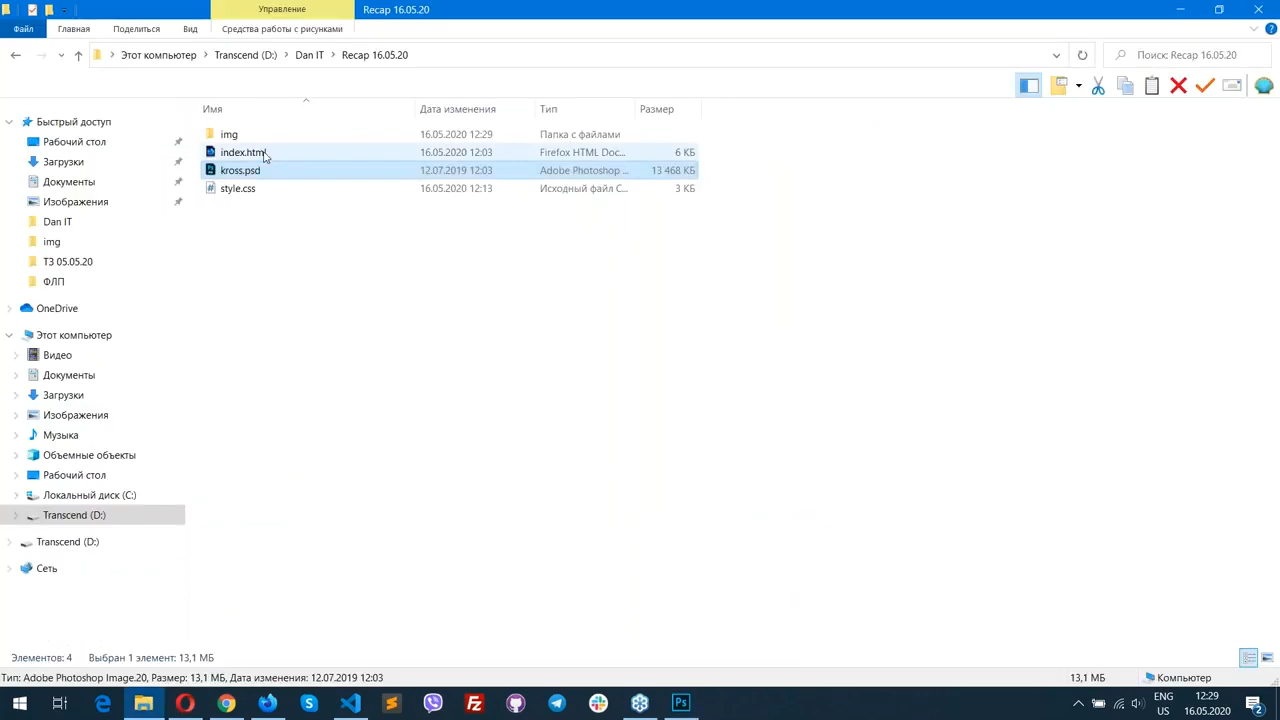 Управление
Recap 16.05.20
Файл
Главная
Поделиться
Вид
Средства работы с рисунками
Этот компьютер
Transcend (D:)
Dan IT
Recap 16.05.20
Поиск: Recap 16.05.20
Имя
Дата изменения
Тип
Размер
img
16.05.2020 12:29
Папка с файлами
index.html
16.05.2020 12:03
Firefox HTML Doc...
6 КБ
kross.psd
12.07.2019 12:03
Adobe Photoshop ...
13 468 КБ
style.css
16.05.2020 12:13
Исходный файл C...
3 КБ
Быстрый доступ
Рабочий стол
Загрузки
Документы
Изображения
Dan IT
img
ТЗ 05.05.20
ФЛП
OneDrive
Этот компьютер
Видео
Документы
Загрузки
Изображения
Музыка
Объемные объекты
Рабочий стол
Локальный диск (C:)
Transcend (D:)
Transcend (D:)
Сеть
Элементов: 4
Выбран 1 элемент: 13,1 МБ
Тип: Adobe Photoshop Image.20, Размер: 13,1 МБ, Дата изменения: 12.07.2019 12:03
13,1 МБ
Компьютер
ENG
US
12:29
16.05.2020
2